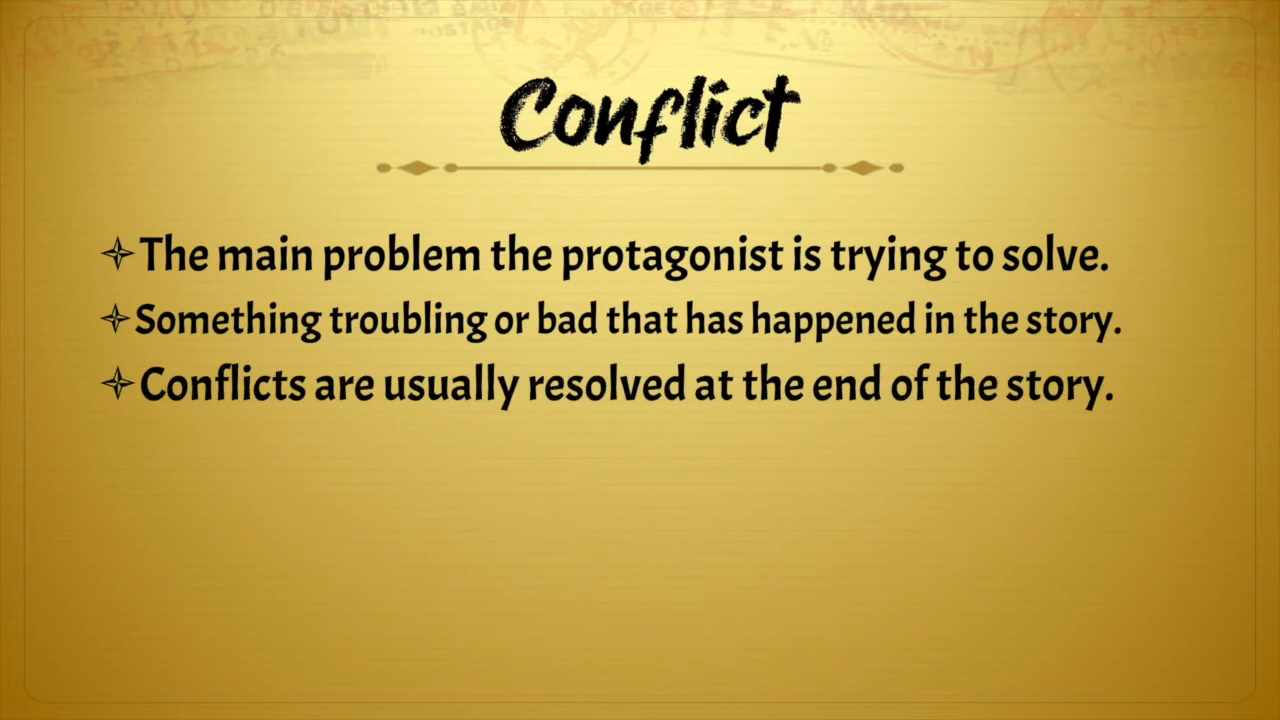 Conflict
The main problem the protagonist is trying to solve.
Something troubling or bad that has happened in the story.
Conflicts are usually resolved at the end of the story.